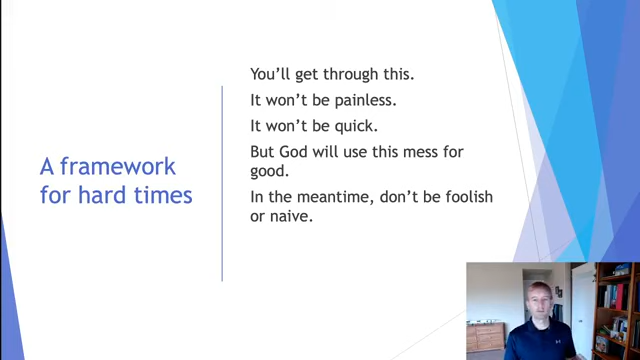 A framework
for hard times
You'll get through this.
It won't be painless.
It won't be quick.
But God will use this mess for
good.
In the meantime, don't be foolish
or naive.